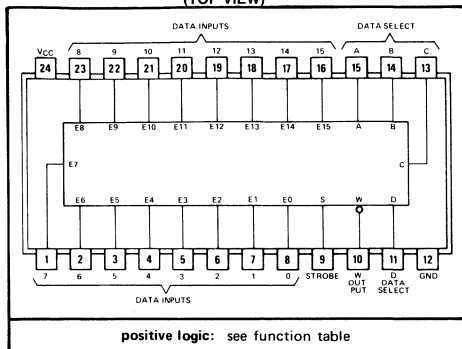 (TOP VIEW)
DATA INPUTS DATA SELECT
VCC 8 9 10 11 12 13 14 15 A B C
24 23 22 21 20 19 18 17 16 15 14 13
E8 E9 E10 E11 E12 E13 E14 E15 A B
E7 C
E6 E5 E4 E3 E2 E1 E0 S W D
1 2 3 4 5 6 7 8 9 10 11 12
7 6 5 4 3 2 1 0 STROBE W D GND
OUT DATA
PUT SELECT
DATA INPUTS
positive logic: see function table